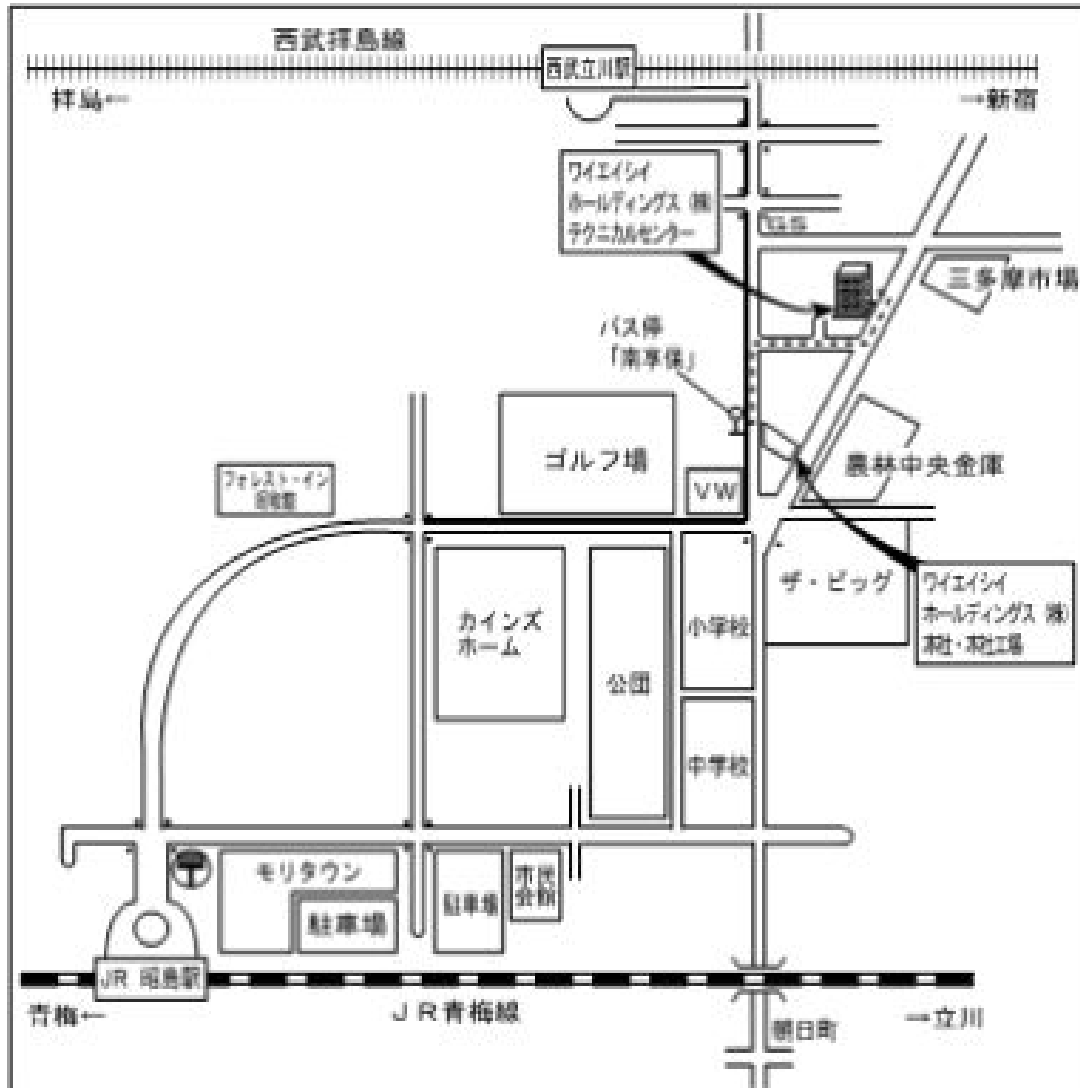 西武拝島線
西武立川駅
拝島←
→新宿
ワイエイシイ
ホールディングス ㈱
テクニカルセンター
GS
三多摩市場
バス停
「南享保」
ゴルフ場
VW
農林中央金庫
フォレスト・イン
昭和館
カインズ
ホーム
公団
小学校
中学校
ザ・ビッグ
ワイエイシイ
ホールディングス ㈱
本社・本社工場
モリタウン
駐車場
駐車場
市民
会館
JR 昭島駅
青梅←
JR青梅線
→立川
朝日町